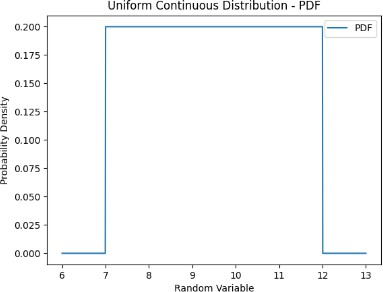 Uniform Continuous Distribution - PDF
PDF
Probability Density
0.200
0.175
0.150
0.125
0.100
0.075
0.050
0.025
0.000
6 7 8 9 10 11 12 13
Random Variable